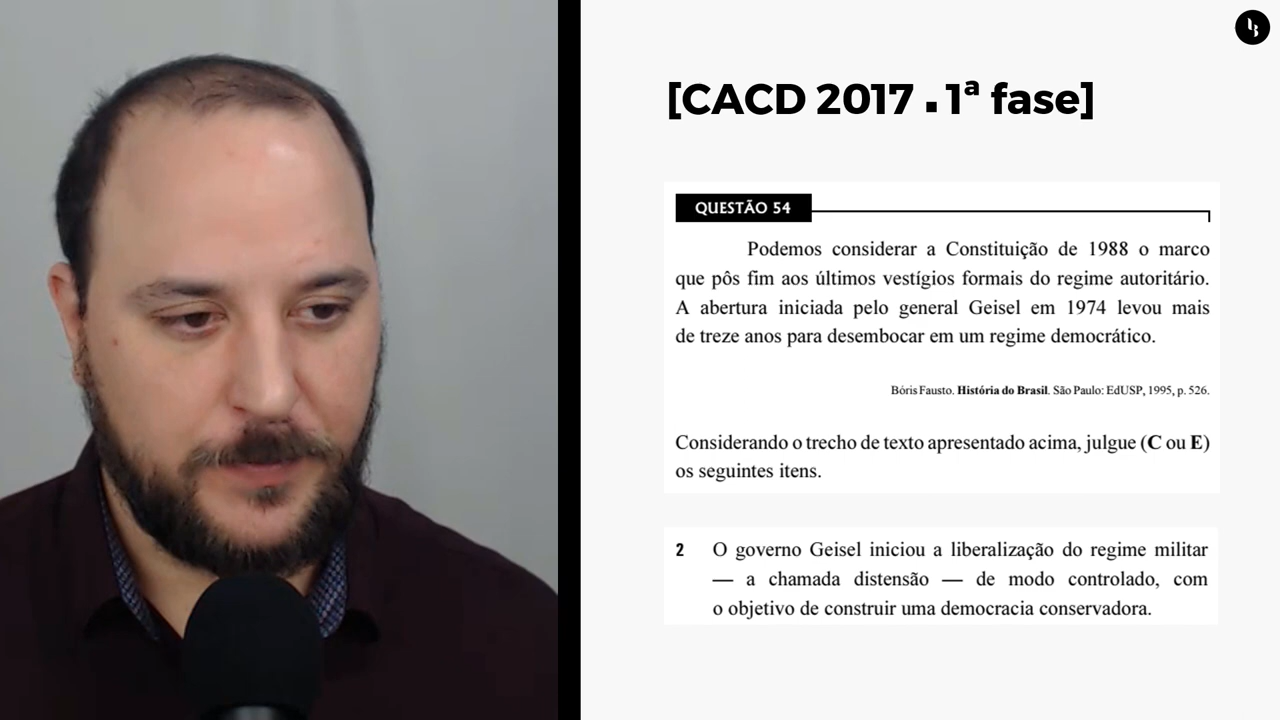 [CACD 2017 ▪ 1ª fase]
QUESTÃO 54
Podemos considerar a Constituição de 1988 o marco
que pôs fim aos últimos vestígios formais do regime autoritário.
A abertura iniciada pelo general Geisel em 1974 levou mais
de treze anos para desembocar em um regime democrático.
Bóris Fausto. História do Brasil. São Paulo: EdUSP, 1995, p. 526.
Considerando o trecho de texto apresentado acima, julgue (C ou E)
os seguintes itens.
2 O governo Geisel iniciou a liberalização do regime militar
— a chamada distensão — de modo controlado, com
o objetivo de construir uma democracia conservadora.